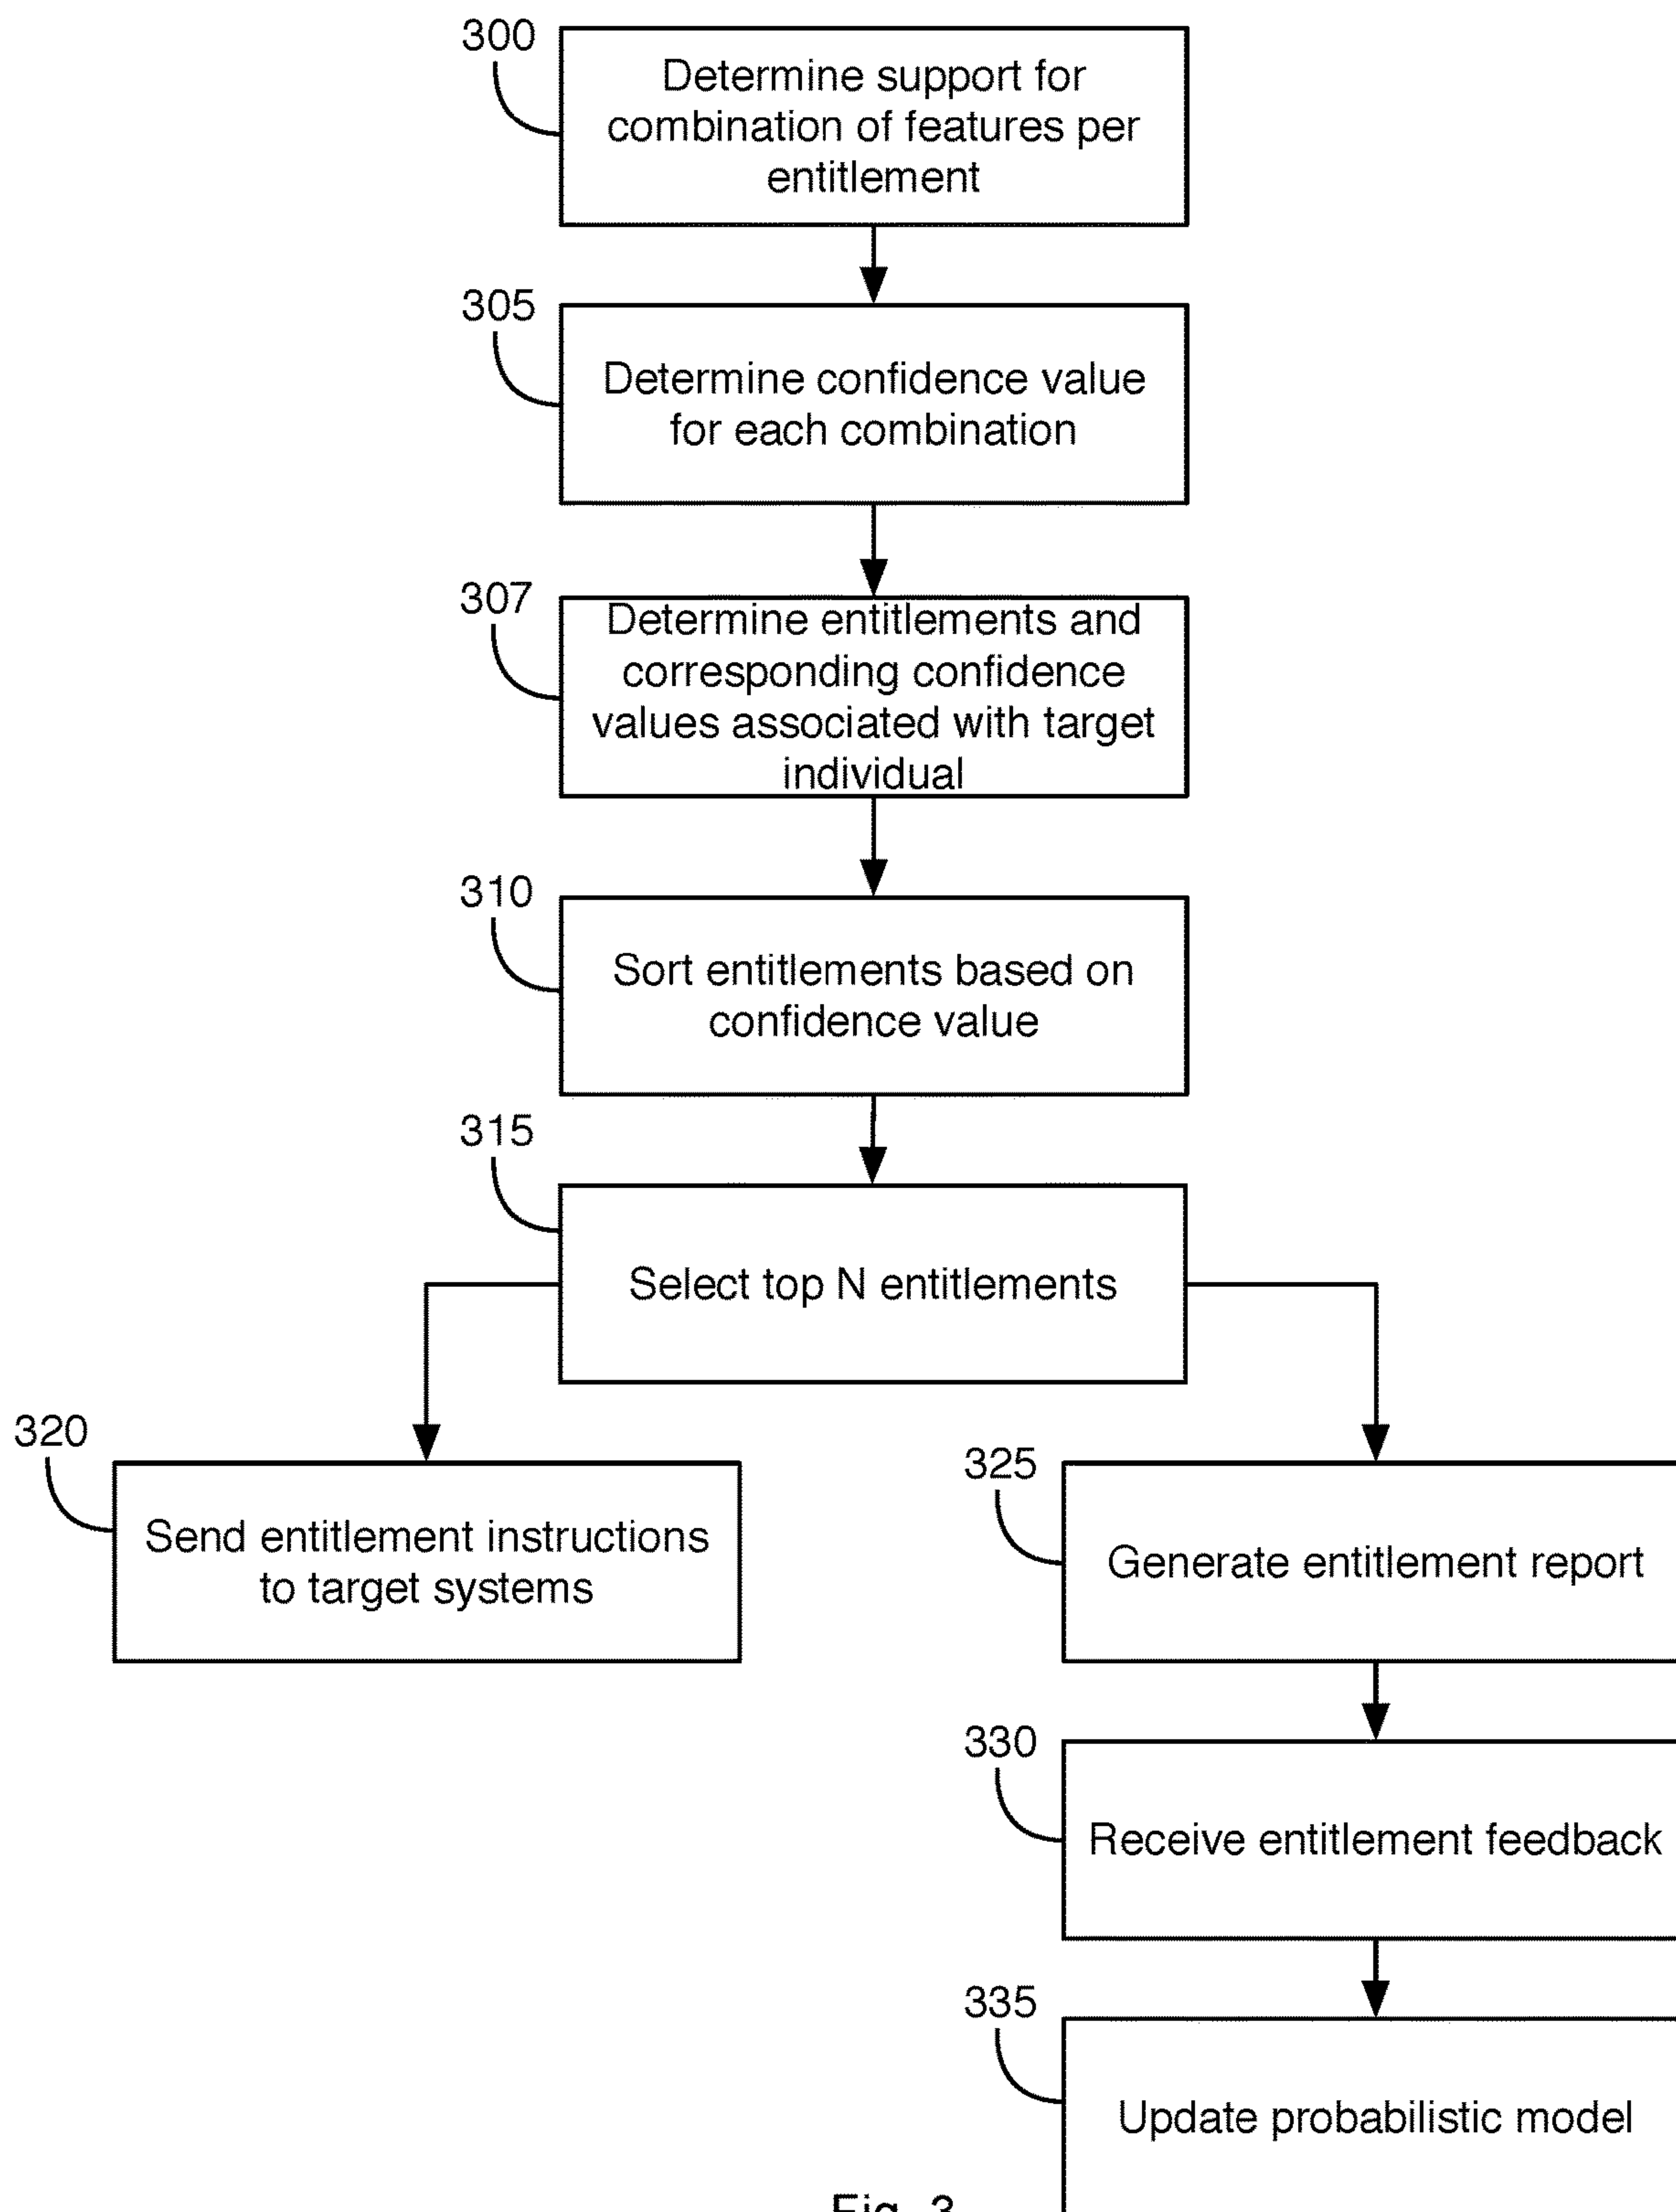 300
Determine support for
combination of features per
entitlement
305
Determine confidence value
for each combination
307
Determine entitlements and
corresponding confidence
values associated with target
individual
310
Sort entitlements based on
confidence value
315
Select top N entitlements
320
Send entitlement instructions
to target systems
325
Generate entitlement report
330
Receive entitlement feedback
335
Update probabilistic model
Fig. 3